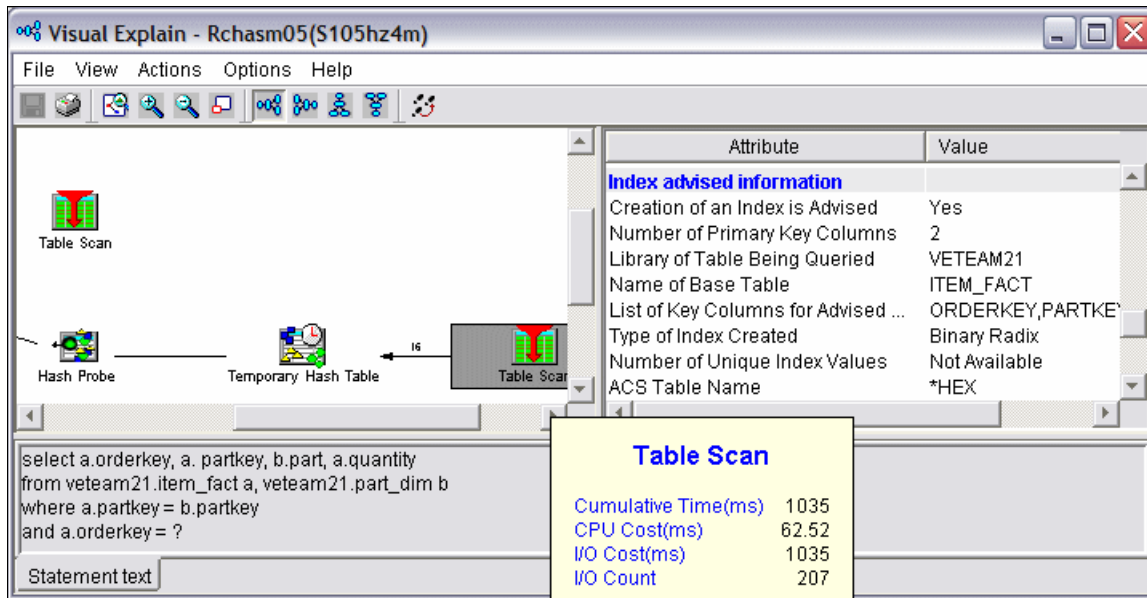 Visual Explain - Rchasm05(S105hz4m)
File View Actions Options Help
Table Scan
Hash Probe
Temporary Hash Table
16
Table Scan
Attribute Value
Index advised information
Creation of an Index is Advised Yes
Number of Primary Key Columns 2
Library of Table Being Queried VETEAM21
Name of Base Table ITEM_FACT
List of Key Columns for Advised ... ORDERKEY,PARTKEY
Type of Index Created Binary Radix
Number of Unique Index Values Not Available
ACS Table Name *HEX
select a.orderkey, a. partkey, b.part, a.quantity
from veteam21.item_fact a, veteam21.part_dim b
where a.partkey = b.partkey
and a.orderkey = ?
Statement text
Table Scan
Cumulative Time(ms) 1035
CPU Cost(ms) 62.52
I/O Cost(ms) 1035
I/O Count 207